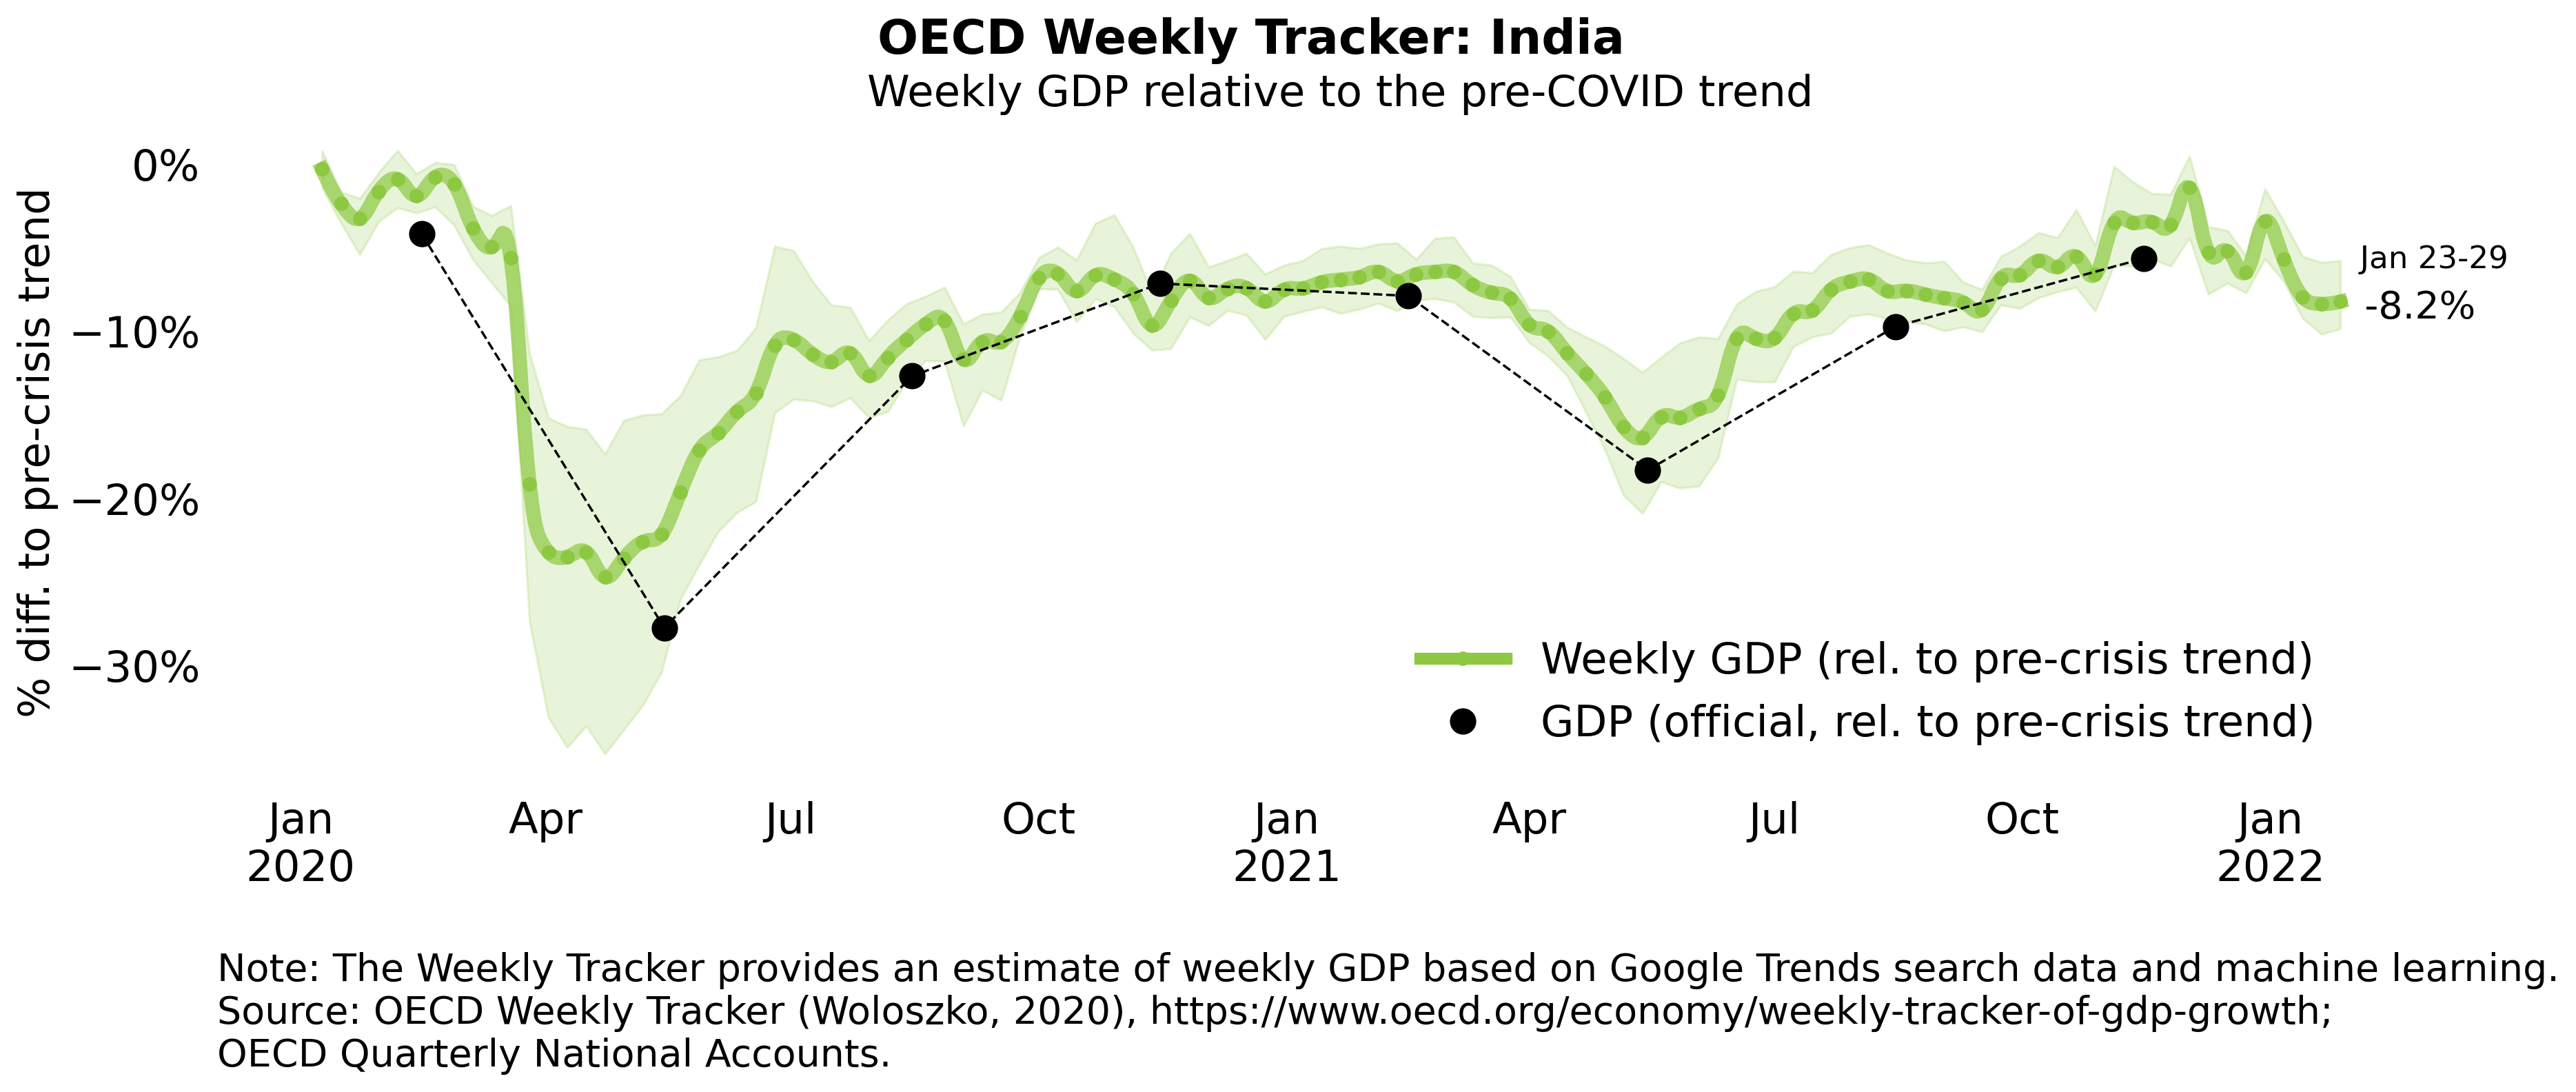 OECD Weekly Tracker: India
Weekly GDP relative to the pre-COVID trend
% diff. to pre-crisis trend
0%
−10%
−20%
−30%
Jan 23-29
-8.2%
Weekly GDP (rel. to pre-crisis trend)
GDP (official, rel. to pre-crisis trend)
Jan Apr Jul Oct Jan Apr Jul Oct Jan
2020 2021 2022
Note: The Weekly Tracker provides an estimate of weekly GDP based on Google Trends search data and machine learning.
Source: OECD Weekly Tracker (Woloszko, 2020), https://www.oecd.org/economy/weekly-tracker-of-gdp-growth;
OECD Quarterly National Accounts.